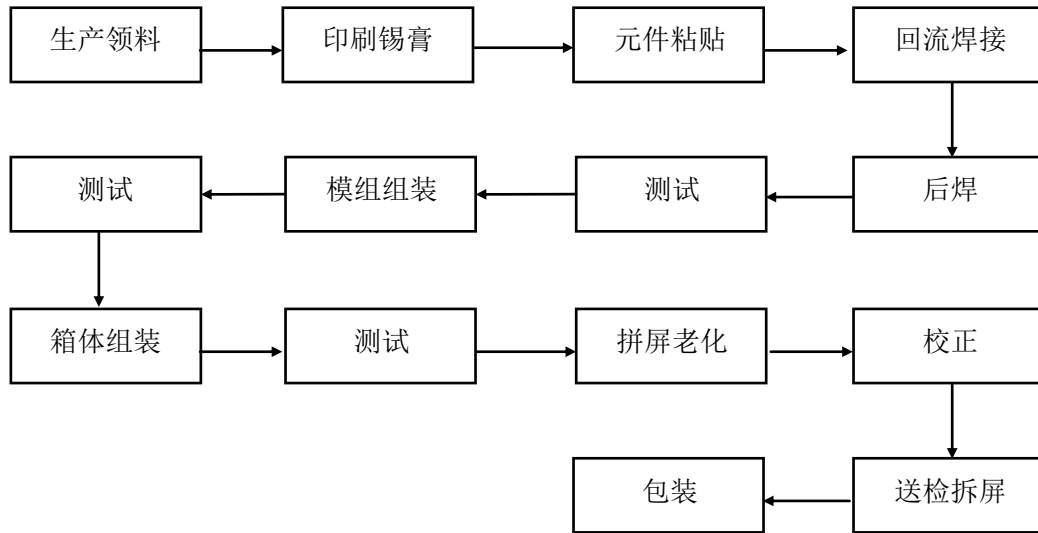 生产领料
印刷锡膏
元件粘贴
回流焊接
后焊
测试
模组组装
测试
箱体组装
测试
拼屏老化
校正
送检拆屏
包装